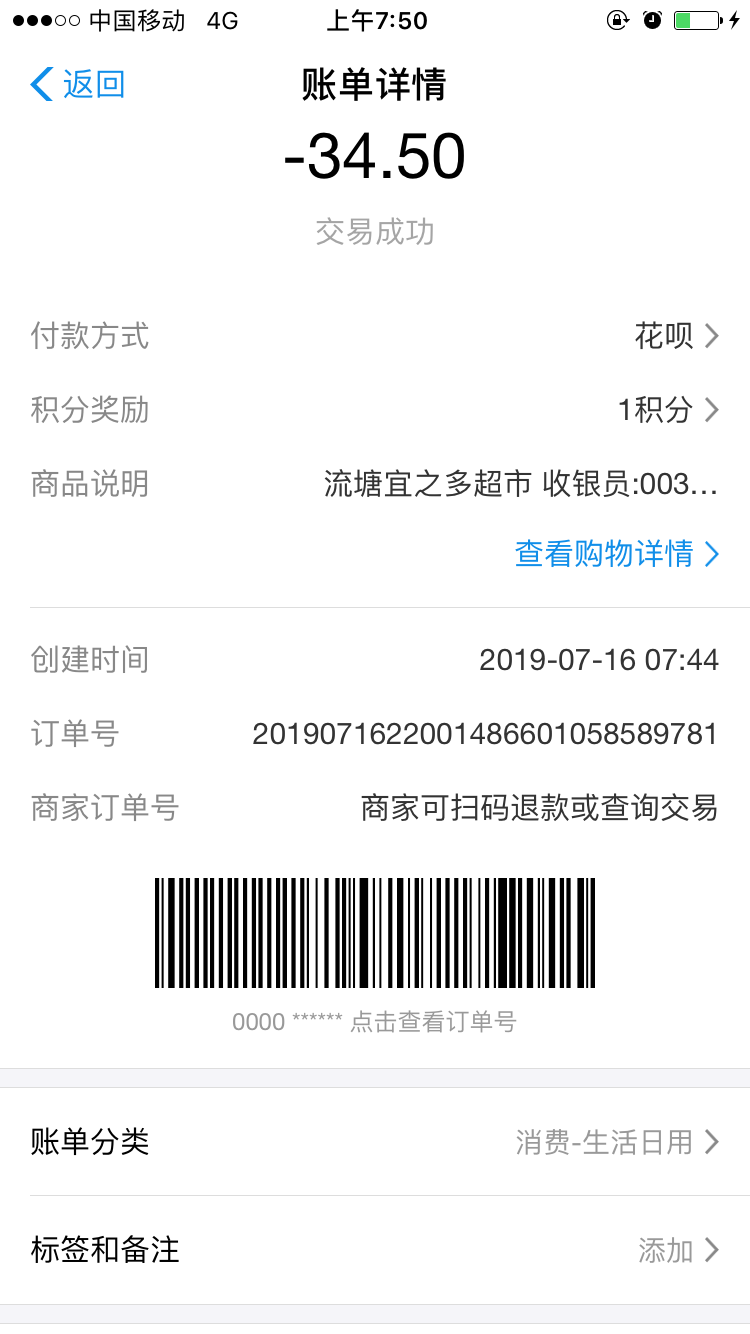 中国移动 4G 上午7:50
返回 账单详情
-34.50
交易成功
付款方式 花呗
积分奖励 1积分
商品说明 流塘宜之多超市 收银员:003...
查看购物详情
创建时间 2019-07-16 07:44
订单号 2019071622001486601058589781
商家订单号 商家可扫码退款或查询交易
0000 ****** 点击查看订单号
账单分类 消费-生活日用
标签和备注 添加